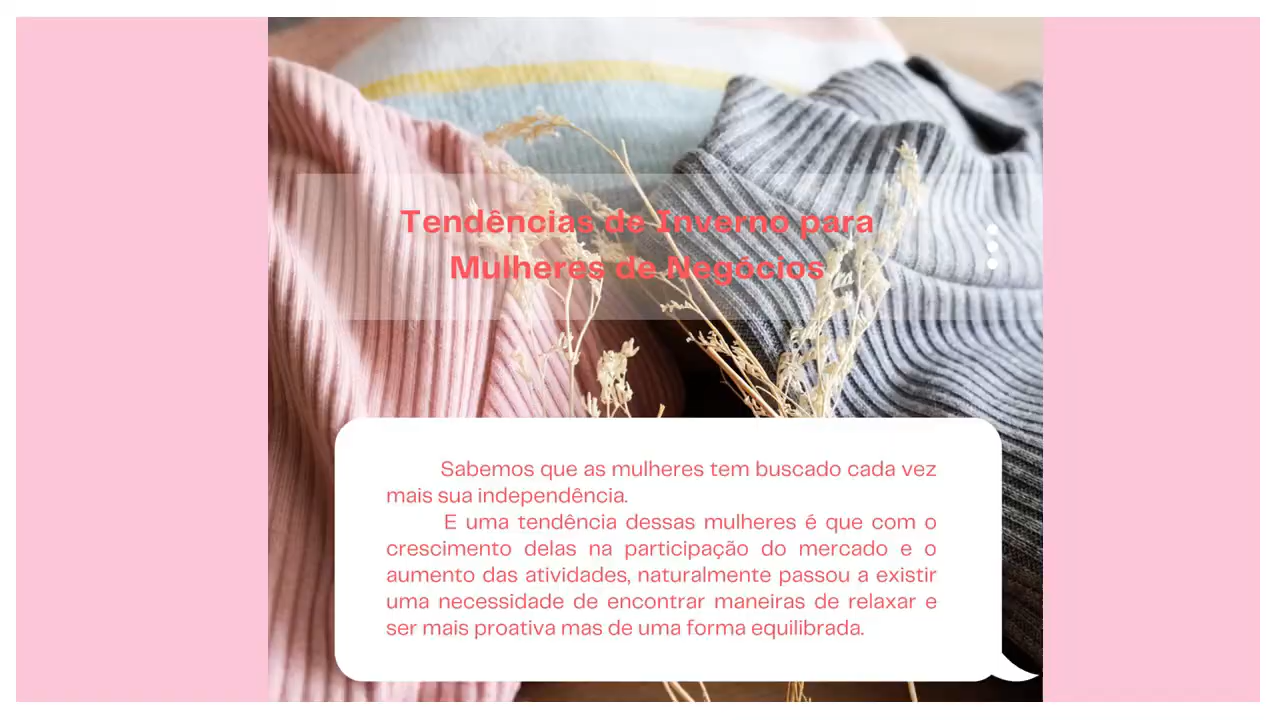 Tendências de Inverno para
Mulheres de Negócios
Sabemos que as mulheres tem buscado cada vez
mais sua independência.
E uma tendência dessas mulheres é que com o
crescimento delas na participação do mercado e o
aumento das atividades, naturalmente passou a existir
uma necessidade de encontrar maneiras de relaxar e
ser mais proativa mas de uma forma equilibrada.